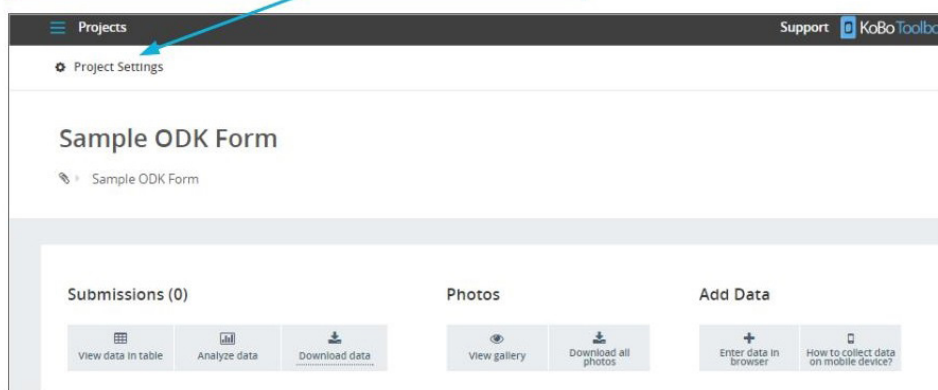 Projects
Support KoBoToolbo
Project Settings
Sample ODK Form
Sample ODK Form
Submissions (0)
Photos
Add Data
View data in table
Analyze data
Download data
View gallery
Download all
photos
Enter data in
browser
How to collect data
on mobile device?